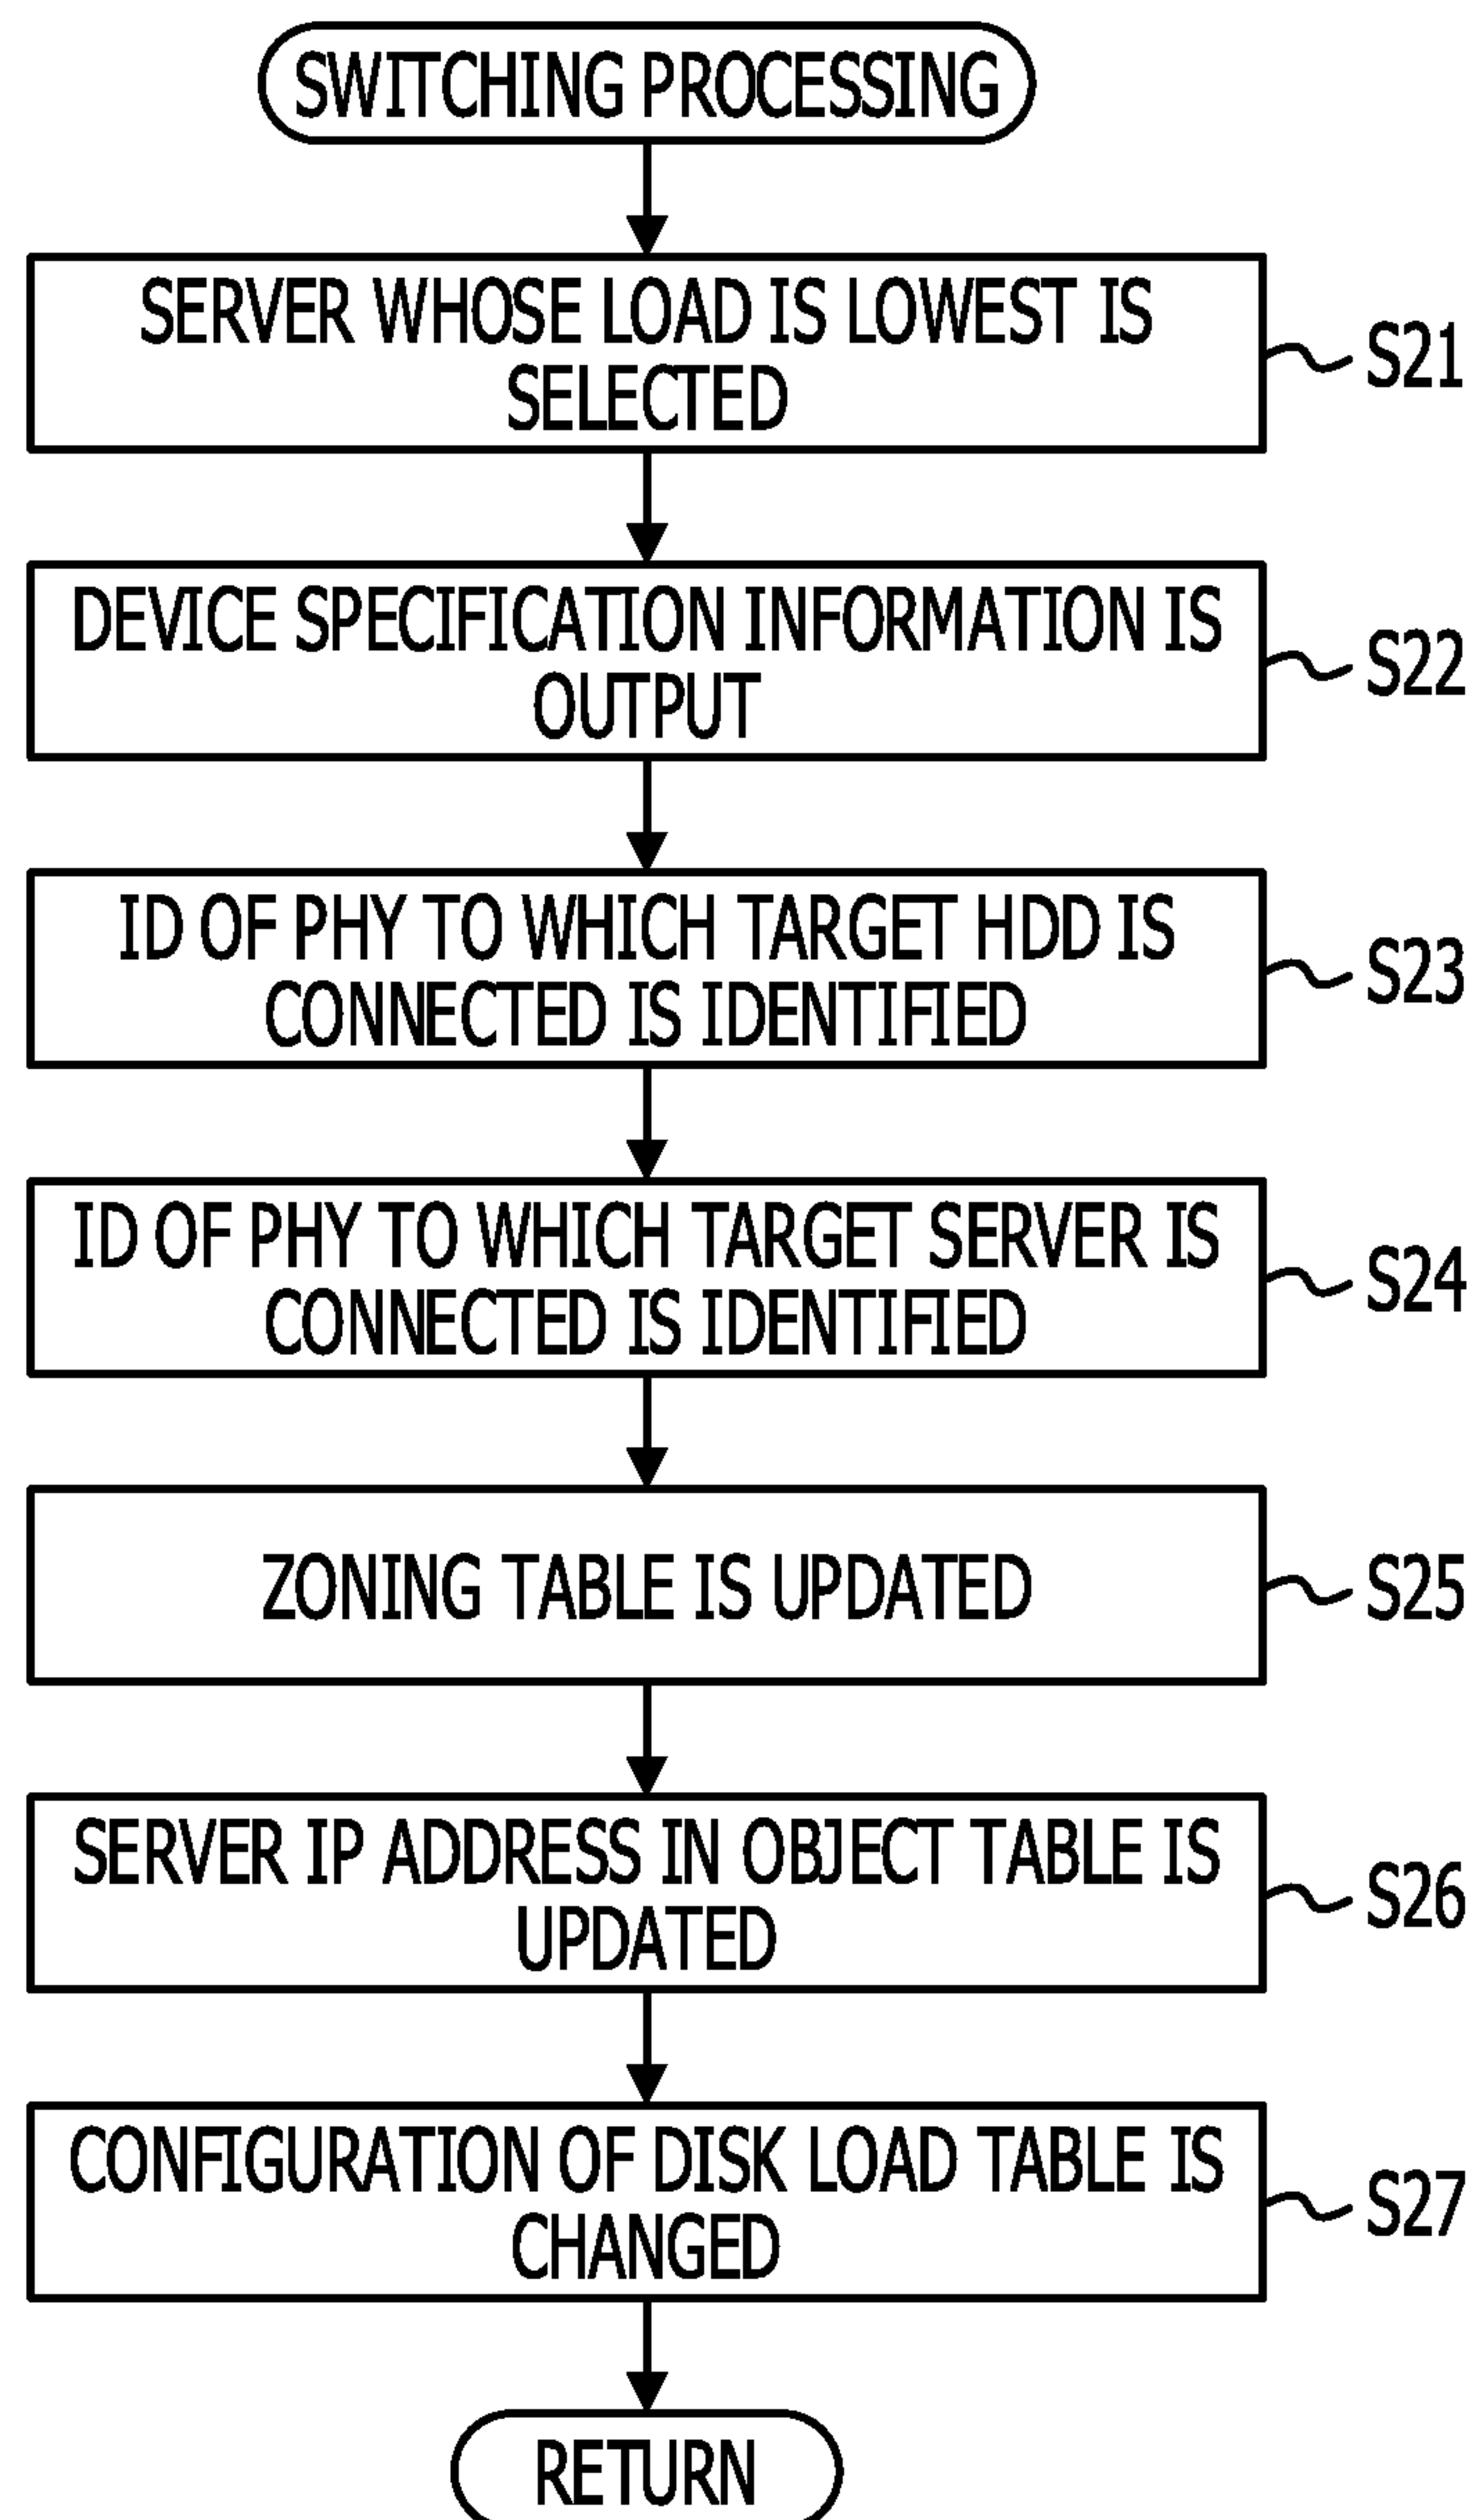 SWITCHING PROCESSING
SERVER WHOSE LOAD IS LOWEST IS
SELECTED
S21
DEVICE SPECIFICATION INFORMATION IS
OUTPUT
S22
ID OF PHY TO WHICH TARGET HDD IS
CONNECTED IS IDENTIFIED
S23
ID OF PHY TO WHICH TARGET SERVER IS
CONNECTED IS IDENTIFIED
S24
ZONING TABLE IS UPDATED
S25
SERVER IP ADDRESS IN OBJECT TABLE IS
UPDATED
S26
CONFIGURATION OF DISK LOAD TABLE IS
CHANGED
S27
RETURN